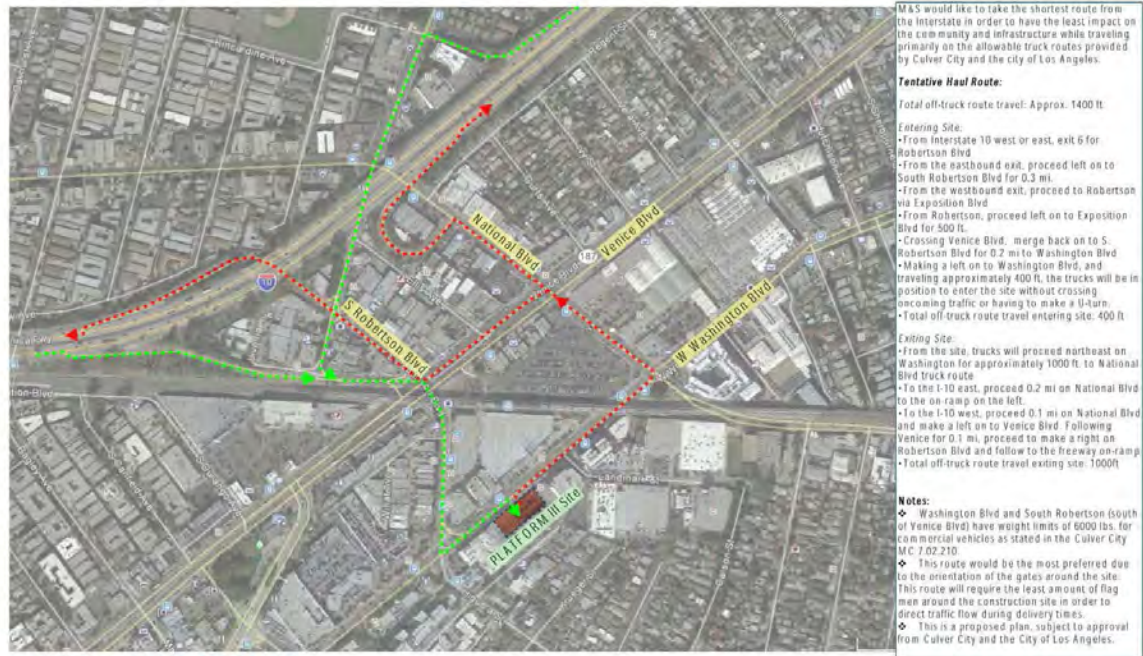 Kincardine Ave
Regent St
National Blvd
Venice Blvd
187
10
S Robertson Blvd
W Washington Blvd
Landmark
PLATFORM III Site
M&S would like to take the shortest route from
the Interstate in order to have the least impact on
the community and infrastructure while traveling
primarily on the allowable truck routes provided
by Culver City and the city of Los Angeles.
Tentative Haul Route:
Total off-truck route travel: Approx. 1400 ft.
Entering Site:
•From Interstate 10 west or east, exit 6 for
Robertson Blvd
•From the eastbound exit, proceed left on to
South Robertson Blvd for 0.3 mi.
•From the westbound exit, proceed to Robertson
via Exposition Blvd
•From Robertson, proceed left on to Exposition
Blvd for 500 ft.
•Crossing Venice Blvd, merge back on to S.
Robertson Blvd for 0.2 mi to Washington Blvd
•Making a left on to Washington Blvd, and
traveling approximately 400 ft, the trucks will be in
position to enter the site without crossing
oncoming traffic or having to make a U-turn.
•Total off-truck route travel entering site: 400 ft
Exiting Site:
•From the site, trucks will proceed northeast on
Washington for approximately 1000 ft. to National
Blvd truck route
•To the I-10 east, proceed 0.2 mi on National Blvd
to the on-ramp on the left.
•To the I-10 west, proceed 0.1 mi on National Blvd
and make a left on to Venice Blvd. Following
Venice for 0.1 mi, proceed to make a right on
Robertson Blvd and follow to the freeway on-ramp
•Total off-truck route travel exiting site: 1000ft
Notes:
❖ Washington Blvd and South Robertson (south
of Venice Blvd) have weight limits of 6000 lbs. for
commercial vehicles as stated in the Culver City
MC 7.02.210.
❖ This route would be the most preferred due
to the orientation of the gates around the site.
This route will require the least amount of flag
men around the construction site in order to
direct traffic flow during delivery times.
❖ This is a proposed plan, subject to approval
from Culver City and the City of Los Angeles.